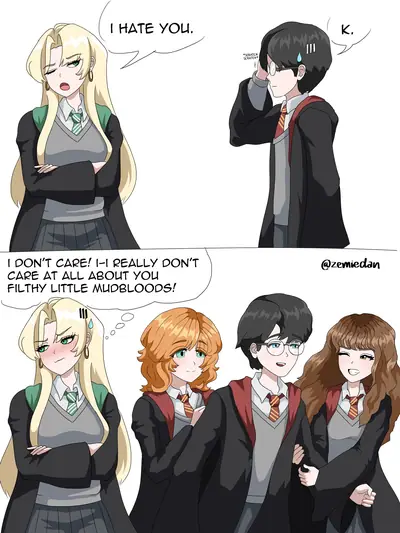 I HATE YOU.
K.
I DON'T CARE! I-I REALLY DON'T
CARE AT ALL ABOUT YOU
FILTHY LITTLE MUDBLOODS!
@zemiedan